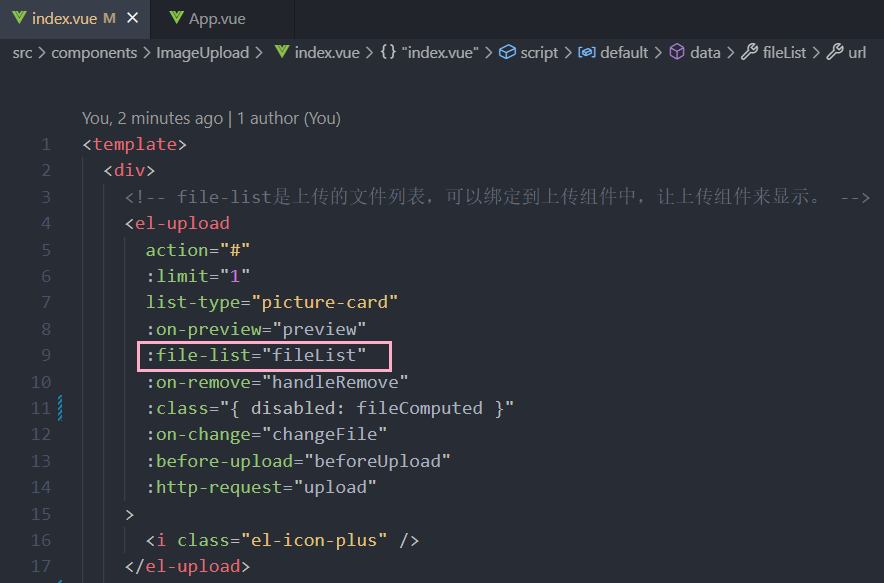 index.vue M × App.vue
src > components > ImageUpload > index.vue > {} "index.vue" > script > default > data > fileList > url
You, 2 minutes ago | 1 author (You)
1 <template>
2 <div>
3 <!-- file-list是上传的文件列表，可以绑定到上传组件中，让上传组件来显示。 -->
4 <el-upload
5 action="#"
6 :limit="1"
7 list-type="picture-card"
8 :on-preview="preview"
9 :file-list="fileList"
10 :on-remove="handleRemove"
11 :class="{ disabled: fileComputed }"
12 :on-change="changeFile"
13 :before-upload="beforeUpload"
14 :http-request="upload"
15 >
16 <i class="el-icon-plus" />
17 </el-upload>